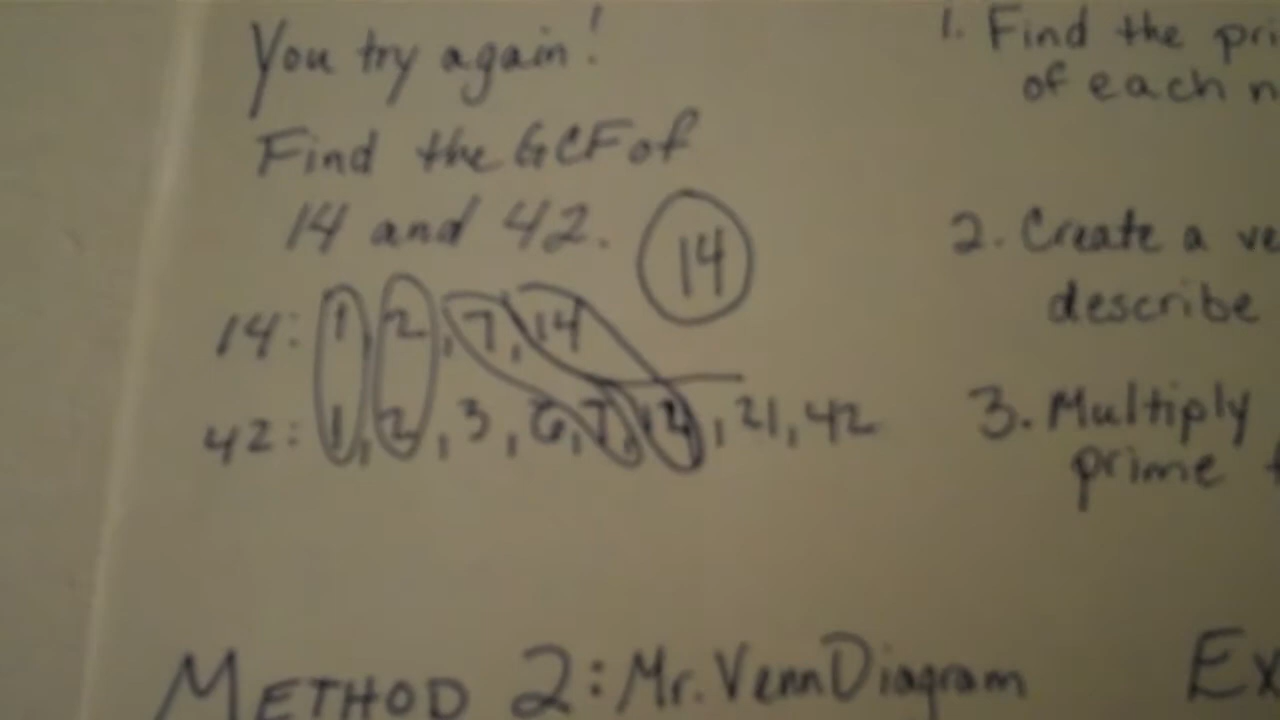 You try again!
Find the GCF of
14 and 42. 14
14: 1, 2, 7, 14
42: 1, 2, 3, 6, 7, 14, 21, 42
METHOD 2: Mr. Venn Diagram
1. Find the pri
of each n
2. Create a ve
describe
3. Multiply
prime
Ex